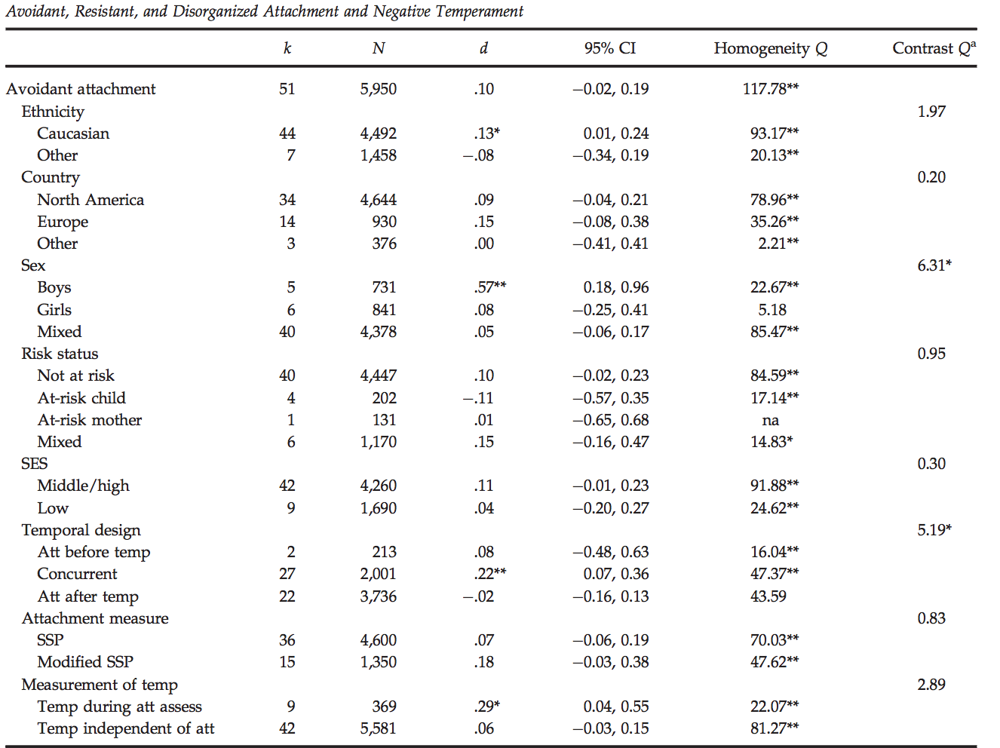 Avoidant, Resistant, and Disorganized Attachment and Negative Temperament
k N d 95% CI Homogeneity Q Contrast Qᵃ
Avoidant attachment 51 5,950 .10 −0.02, 0.19 117.78**
Ethnicity 1.97
Caucasian 44 4,492 .13* 0.01, 0.24 93.17**
Other 7 1,458 −.08 −0.34, 0.19 20.13**
Country 0.20
North America 34 4,644 .09 −0.04, 0.21 78.96**
Europe 14 930 .15 −0.08, 0.38 35.26**
Other 3 376 .00 −0.41, 0.41 2.21**
Sex 6.31*
Boys 5 731 .57** 0.18, 0.96 22.67**
Girls 6 841 .08 −0.25, 0.41 5.18
Mixed 40 4,378 .05 −0.06, 0.17 85.47**
Risk status 0.95
Not at risk 40 4,447 .10 −0.02, 0.23 84.59**
At-risk child 4 202 −.11 −0.57, 0.35 17.14**
At-risk mother 1 131 .01 −0.65, 0.68 na
Mixed 6 1,170 .15 −0.16, 0.47 14.83*
SES 0.30
Middle/high 42 4,260 .11 −0.01, 0.23 91.88**
Low 9 1,690 .04 −0.20, 0.27 24.62**
Temporal design 5.19*
Att before temp 2 213 .08 −0.48, 0.63 16.04**
Concurrent 27 2,001 .22** 0.07, 0.36 47.37**
Att after temp 22 3,736 −.02 −0.16, 0.13 43.59
Attachment measure 0.83
SSP 36 4,600 .07 −0.06, 0.19 70.03**
Modified SSP 15 1,350 .18 −0.03, 0.38 47.62**
Measurement of temp 2.89
Temp during att assess 9 369 .29* 0.04, 0.55 22.07**
Temp independent of att 42 5,581 .06 −0.03, 0.15 81.27**